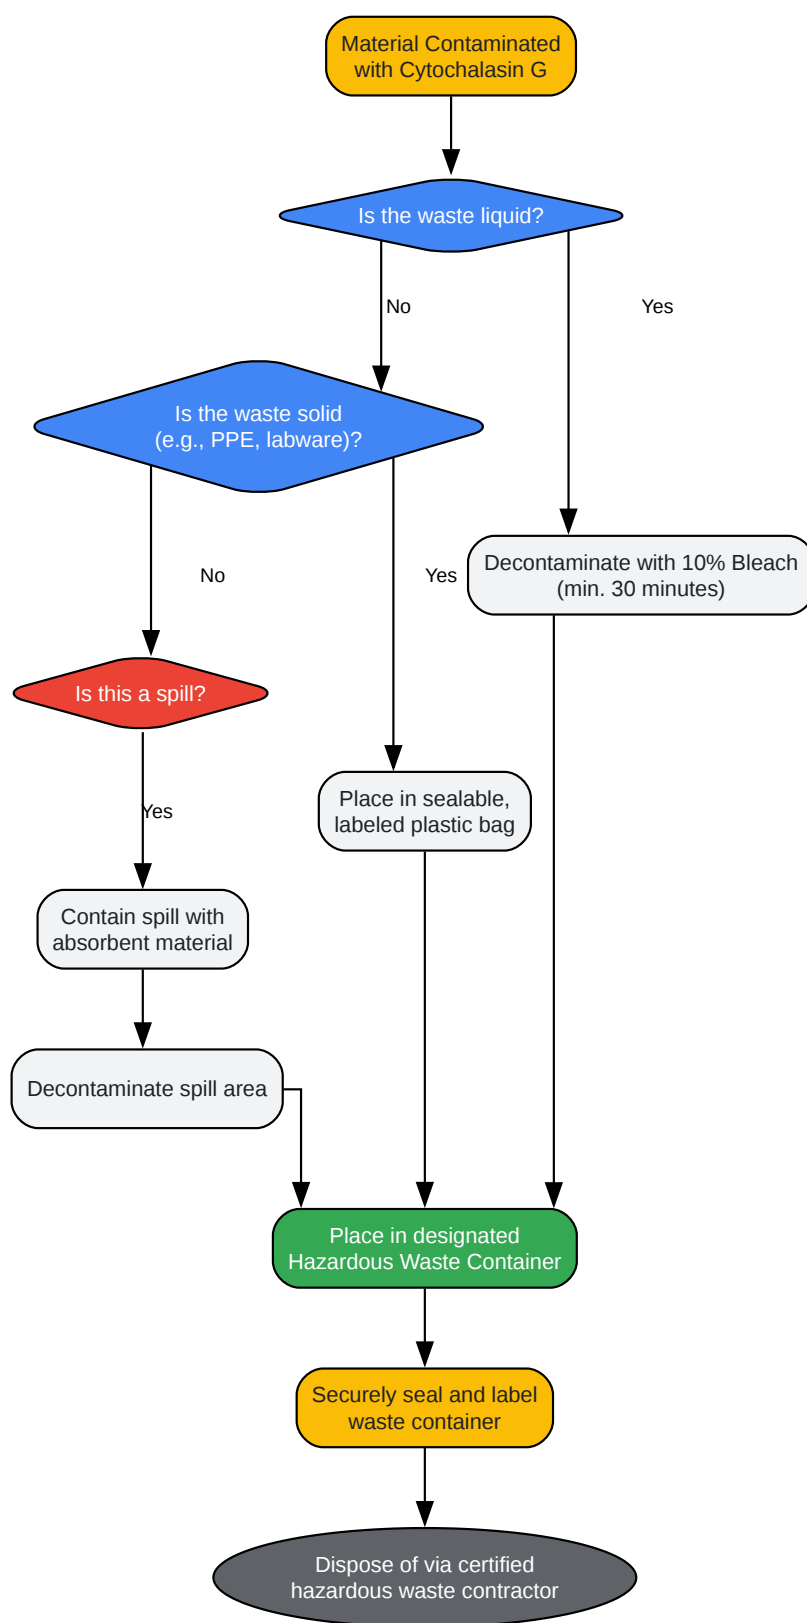 Material Contaminated
with Cytochalasin G
Is the waste liquid?
No
Yes
Is the waste solid
(e.g., PPE, labware)?
No
Yes
Decontaminate with 10% Bleach
(min. 30 minutes)
Is this a spill?
Yes
Place in sealable,
labeled plastic bag
Contain spill with
absorbent material
Decontaminate spill area
Place in designated
Hazardous Waste Container
Securely seal and label
waste container
Dispose of via certified
hazardous waste contractor